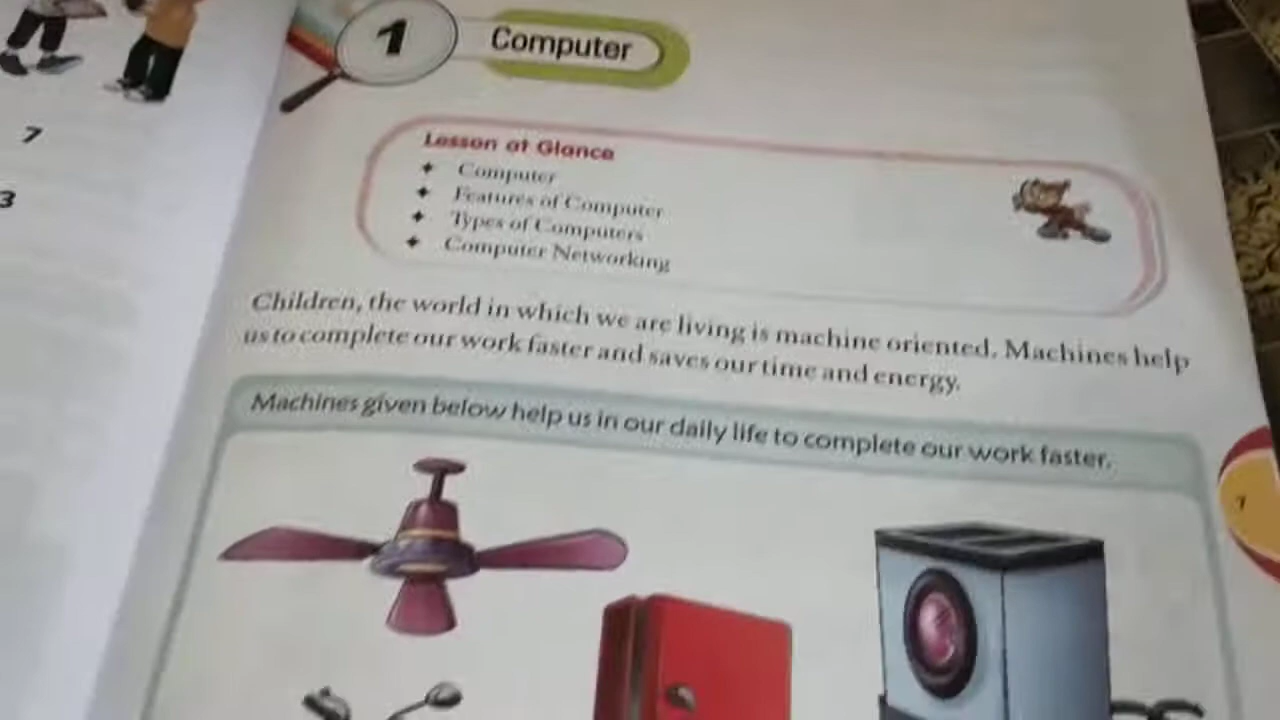 7
3
1
Computer
Lesson at Glance
✦ Computer
✦ Features of Computer
✦ Types of Computers
✦ Computer Networking
Children, the world in which we are living is machine oriented. Machines help
us to complete our work faster and saves our time and energy.
Machines given below help us in our daily life to complete our work faster.